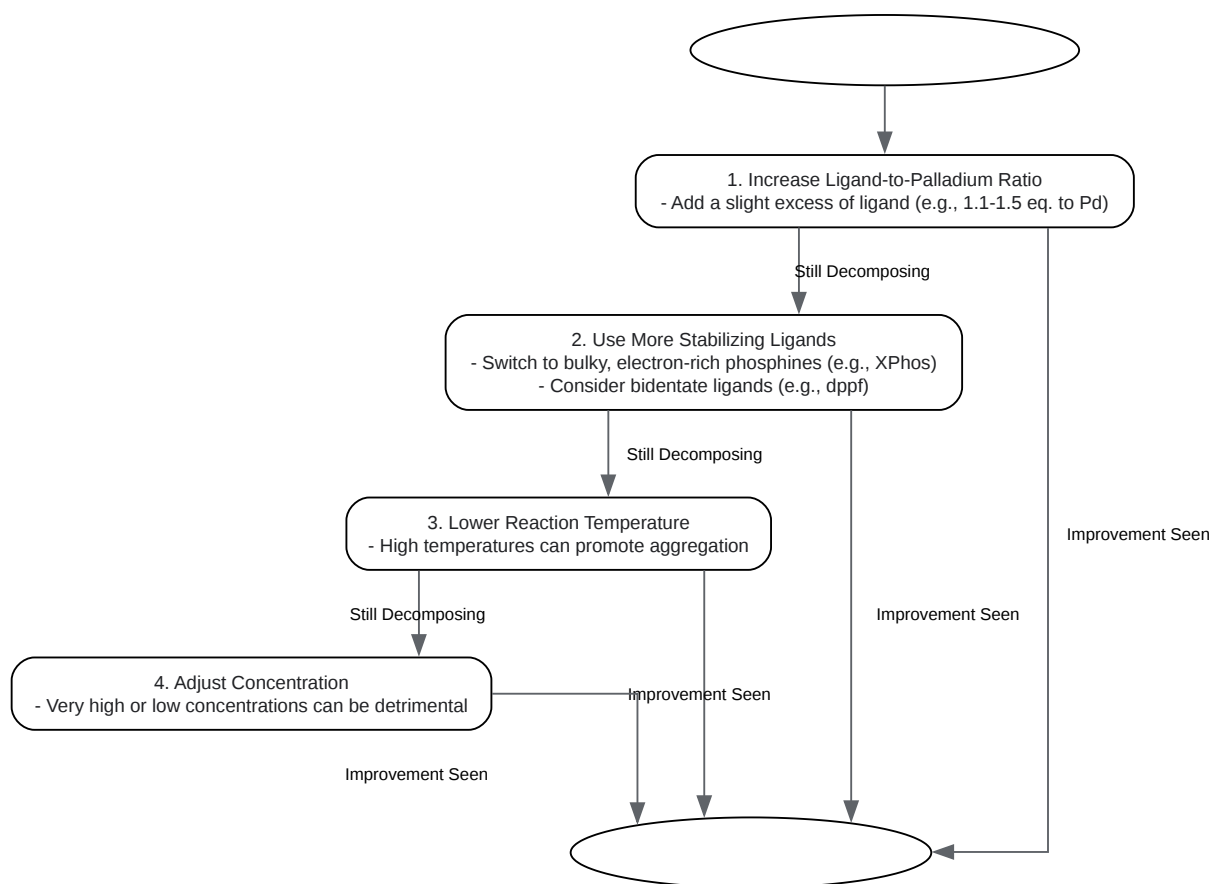 1. Increase Ligand-to-Palladium Ratio
- Add a slight excess of ligand (e.g., 1.1-1.5 eq. to Pd)
Still Decomposing
2. Use More Stabilizing Ligands
- Switch to bulky, electron-rich phosphines (e.g., XPhos)
- Consider bidentate ligands (e.g., dppf)
Still Decomposing
3. Lower Reaction Temperature
- High temperatures can promote aggregation
Improvement Seen
Still Decomposing
Improvement Seen
4. Adjust Concentration
- Very high or low concentrations can be detrimental
Improvement Seen
Improvement Seen